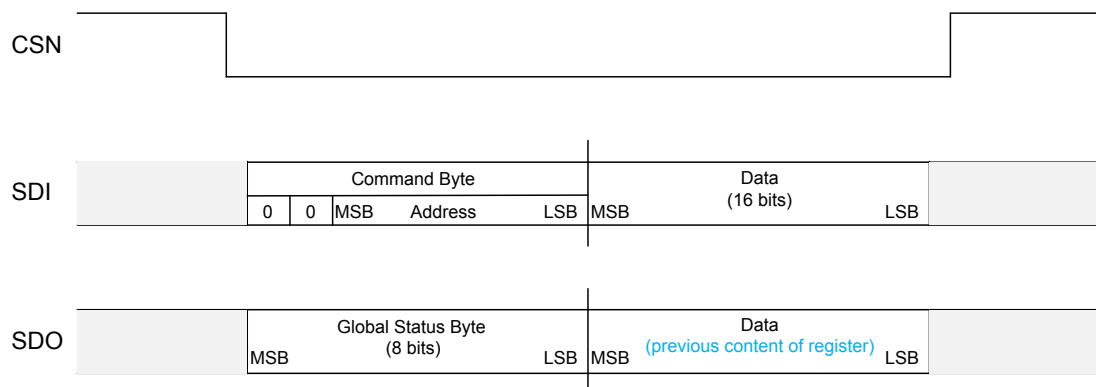 CSN
SDI
Command Byte
0 0 MSB Address LSB
Data
(16 bits)
MSB LSB
SDO
Global Status Byte
(8 bits)
MSB LSB
Data
(previous content of register)
MSB LSB